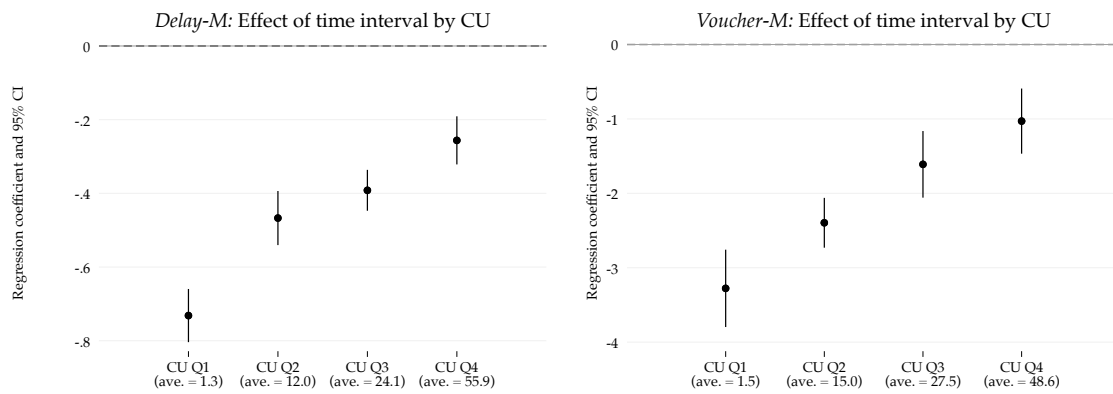 Delay-M: Effect of time interval by CU
Regression coefficient and 95% CI
0
-.2
-.4
-.6
-.8
CU Q1 CU Q2 CU Q3 CU Q4
(ave. = 1.3) (ave. = 12.0) (ave. = 24.1) (ave. = 55.9)
Voucher-M: Effect of time interval by CU
Regression coefficient and 95% CI
0
-1
-2
-3
-4
CU Q1 CU Q2 CU Q3 CU Q4
(ave. = 1.5) (ave. = 15.0) (ave. = 27.5) (ave. = 48.6)